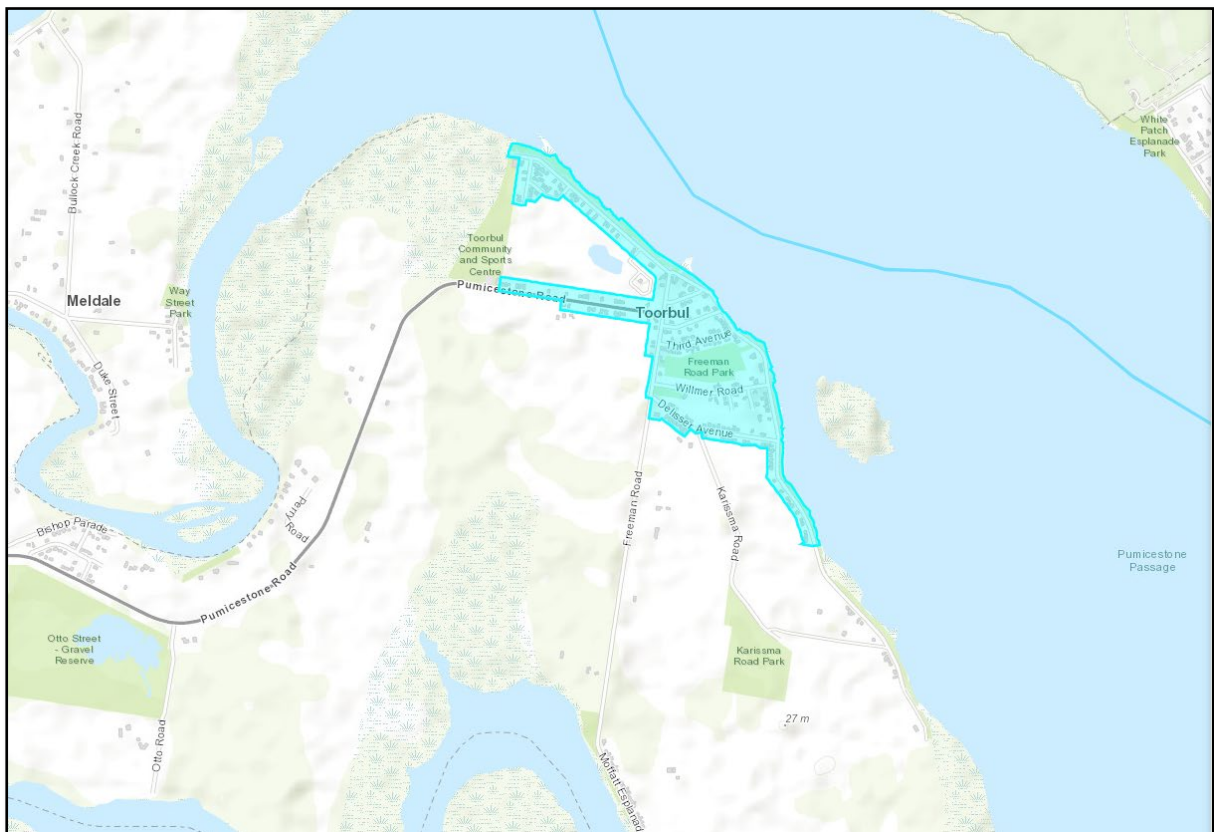 Bullock Creek Road
White
Patch
Esplanade
Park
Toorbul
Community
and Sports
Centre
Pumicestone Road
Meldale
Way
Street
Park
Toorbul
Third Avenue
Freeman
Road Park
Willmer Road
Delisser Avenue
Duke Street
Freeman Road
Karissma Road
Perry
Road
Bishop Parade
Pumicestone
Passage
Pumicestone Road
Otto Street
- Gravel
Reserve
Karissma
Road Park
27 m
Otto Road
Moffatt Esplanad